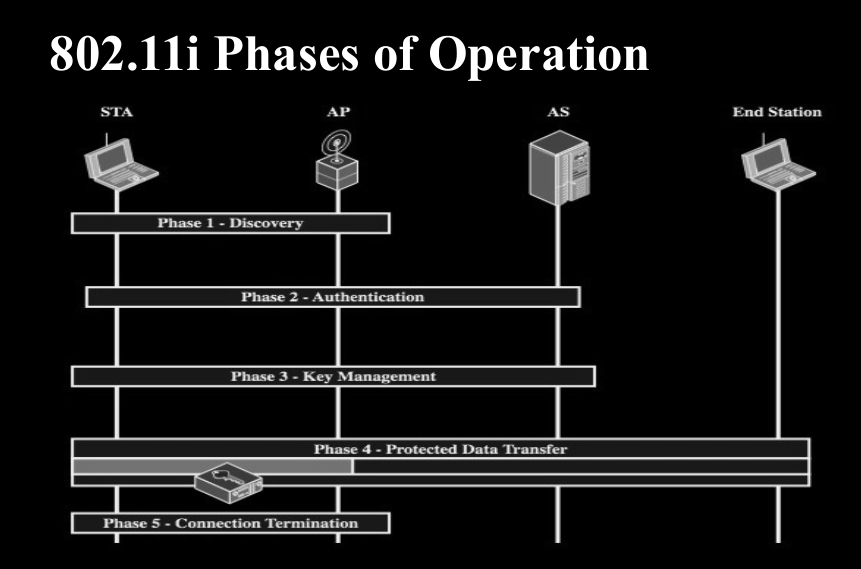 802.11i Phases of Operation
STA AP AS End Station
Phase 1 - Discovery
Phase 2 - Authentication
Phase 3 - Key Management
Phase 4 - Protected Data Transfer
Phase 5 - Connection Termination